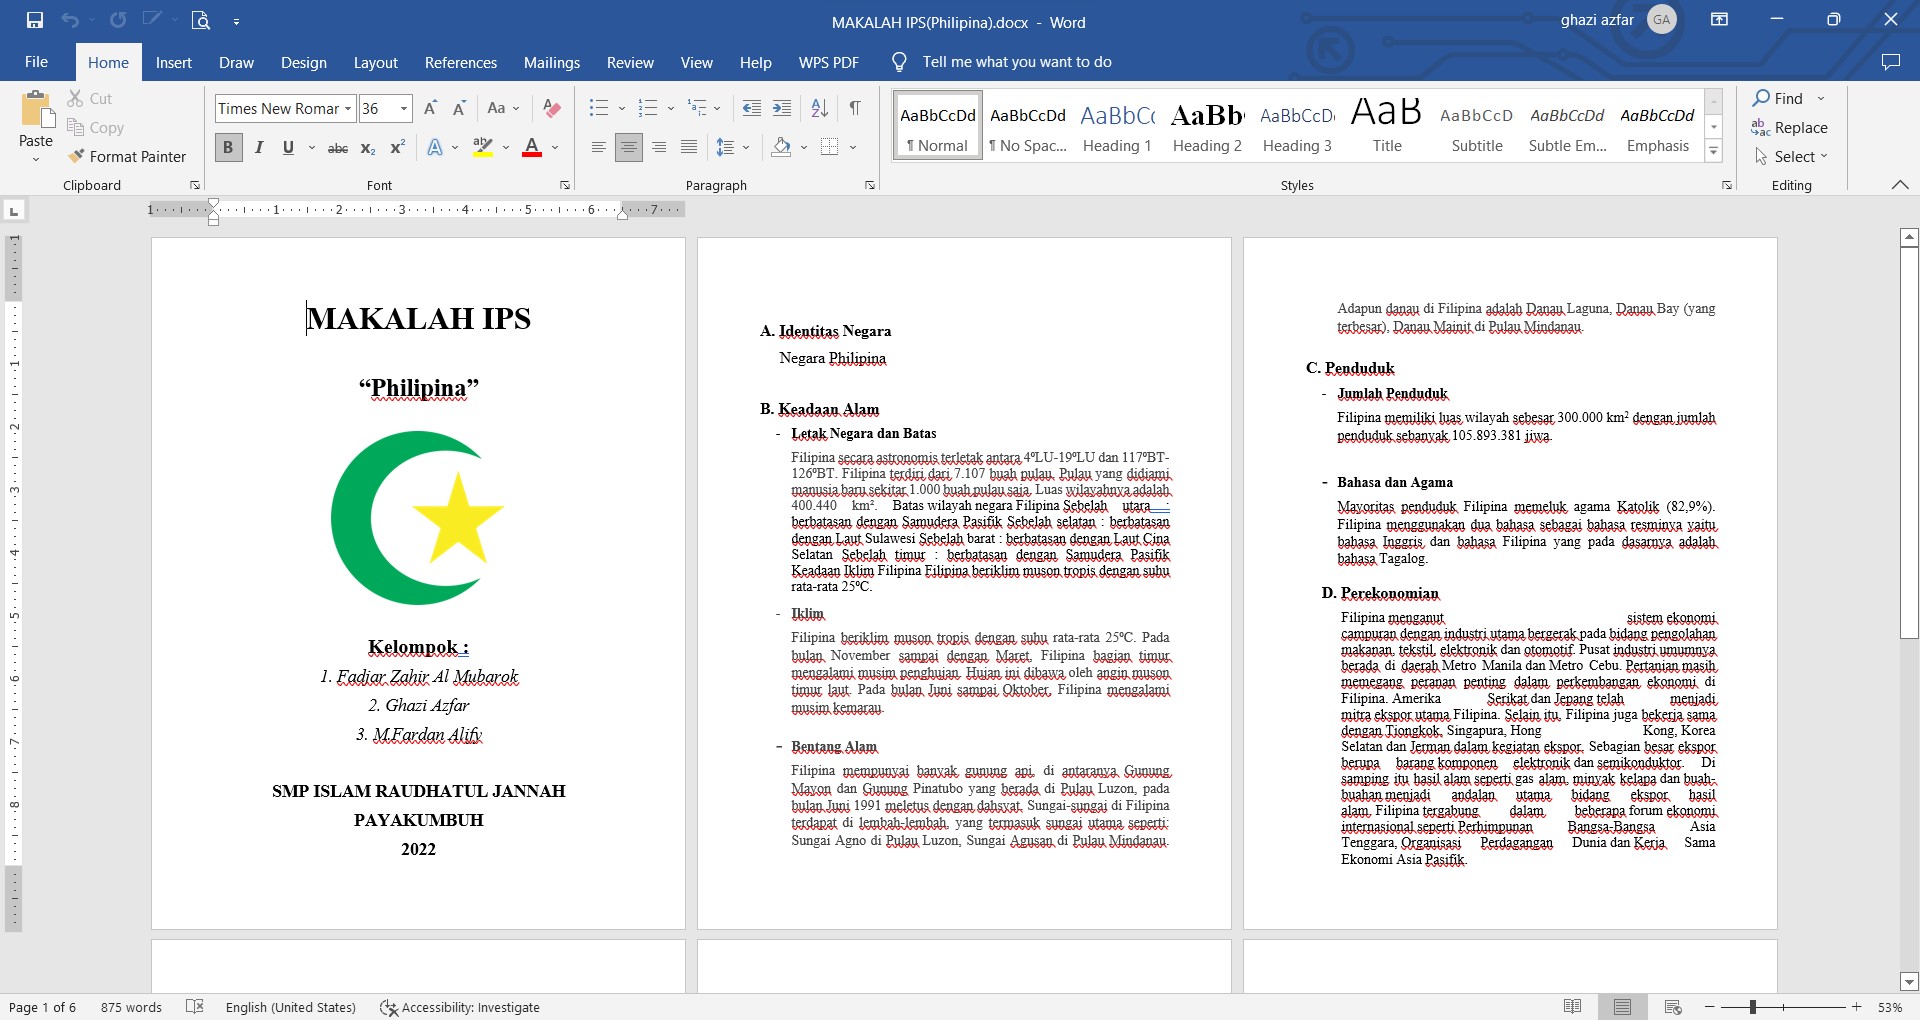 MAKALAH IPS(Philipina).docx - Word
ghazi azfar
GA
File
Home
Insert
Draw
Design
Layout
References
Mailings
Review
View
Help
WPS PDF
Tell me what you want to do
Paste
Cut
Copy
Format Painter
Clipboard
Times New Romar
36
Aa
B I U abc x₂ x²
Font
Paragraph
AaBbCcDd
¶ Normal
AaBbCcDd
¶ No Spac...
AaBbCc
Heading 1
AaBb
Heading 2
AaBbCcD
Heading 3
AaB
Title
AaBbCcD
Subtitle
AaBbCcDd
Subtle Em...
AaBbCcDd
Emphasis
Styles
Find
Replace
Select
Editing
1 1 2 3 4 5 6 7
MAKALAH IPS
“Philipina”
Kelompok :
1. Fadjar Zahir Al Mubarok
2. Ghazi Azfar
3. M.Fardan Alify
SMP ISLAM RAUDHATUL JANNAH
PAYAKUMBUH
2022
A. Identitas Negara
Negara Philipina
B. Keadaan Alam
- Letak Negara dan Batas
Filipina secara astronomis terletak antara 4⁰LU-19⁰LU dan 117⁰BT-
126⁰BT. Filipina terdiri dari 7.107 buah pulau. Pulau yang didiami
manusia baru sekitar 1.000 buah pulau saja. Luas wilayahnya adalah
400.440 km². Batas wilayah negara Filipina Sebelah utara :
berbatasan dengan Samudera Pasifik Sebelah selatan : berbatasan
dengan Laut Sulawesi Sebelah barat : berbatasan dengan Laut Cina
Selatan Sebelah timur : berbatasan dengan Samudera Pasifik
Keadaan Iklim Filipina Filipina beriklim muson tropis dengan suhu
rata-rata 25⁰C.
- Iklim
Filipina beriklim muson tropis dengan suhu rata-rata 25⁰C. Pada
bulan November sampai dengan Maret, Filipina bagian timur
mengalami musim penghujan. Hujan ini dibawa oleh angin muson
timur laut. Pada bulan Juni sampai Oktober, Filipina mengalami
musim kemarau.
- Bentang Alam
Filipina mempunyai banyak gunung api, di antaranya Gunung
Mayon dan Gunung Pinatubo yang berada di Pulau Luzon, pada
bulan Juni 1991 meletus dengan dahsyat. Sungai-sungai di Filipina
terdapat di lembah-lembah, yang termasuk sungai utama seperti:
Sungai Agno di Pulau Luzon, Sungai Agusan di Pulau Mindanau.
Adapun danau di Filipina adalah Danau Laguna, Danau Bay (yang
terbesar), Danau Mainit di Pulau Mindanau.
C. Penduduk
- Jumlah Penduduk
Filipina memiliki luas wilayah sebesar 300.000 km² dengan jumlah
penduduk sebanyak 105.893.381 jiwa.
- Bahasa dan Agama
Mayoritas penduduk Filipina memeluk agama Katolik (82,9%).
Filipina menggunakan dua bahasa sebagai bahasa resminya yaitu
bahasa Inggris, dan bahasa Filipina yang pada dasarnya adalah
bahasa Tagalog.
D. Perekonomian
Filipina menganut sistem ekonomi
campuran dengan industri utama bergerak pada bidang pengolahan
makanan, tekstil, elektronik dan otomotif. Pusat industri umumnya
berada di daerah Metro Manila dan Metro Cebu. Pertanian masih
memegang peranan penting dalam perkembangan ekonomi di
Filipina. Amerika Serikat dan Jepang telah menjadi
mitra ekspor utama Filipina. Selain itu, Filipina juga bekerja sama
dengan Tiongkok, Singapura, Hong Kong, Korea
Selatan dan Jerman dalam kegiatan ekspor. Sebagian besar ekspor
berupa barang komponen elektronik dan semikonduktor. Di
samping itu hasil alam seperti gas alam, minyak kelapa dan buah-
buahan menjadi andalan utama bidang ekspor hasil
alam. Filipina tergabung dalam beberapa forum ekonomi
internasional seperti Perhimpunan Bangsa-Bangsa Asia
Tenggara, Organisasi Perdagangan Dunia dan Kerja Sama
Ekonomi Asia Pasifik.
Page 1 of 6
875 words
English (United States)
Accessibility: Investigate
53%